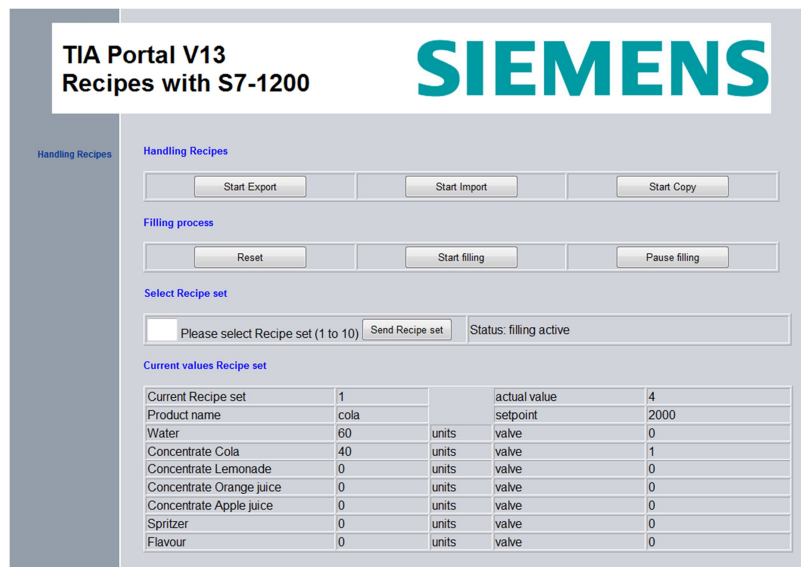 TIA Portal V13
Recipes with S7-1200
SIEMENS
Handling Recipes
Handling Recipes
Start Export Start Import Start Copy
Filling process
Reset Start filling Pause filling
Select Recipe set
Please select Recipe set (1 to 10) Send Recipe set Status: filling active
Current values Recipe set
Current Recipe set 1 actual value 4
Product name cola setpoint 2000
Water 60 units valve 0
Concentrate Cola 40 units valve 1
Concentrate Lemonade 0 units valve 0
Concentrate Orange juice 0 units valve 0
Concentrate Apple juice 0 units valve 0
Spritzer 0 units valve 0
Flavour 0 units valve 0